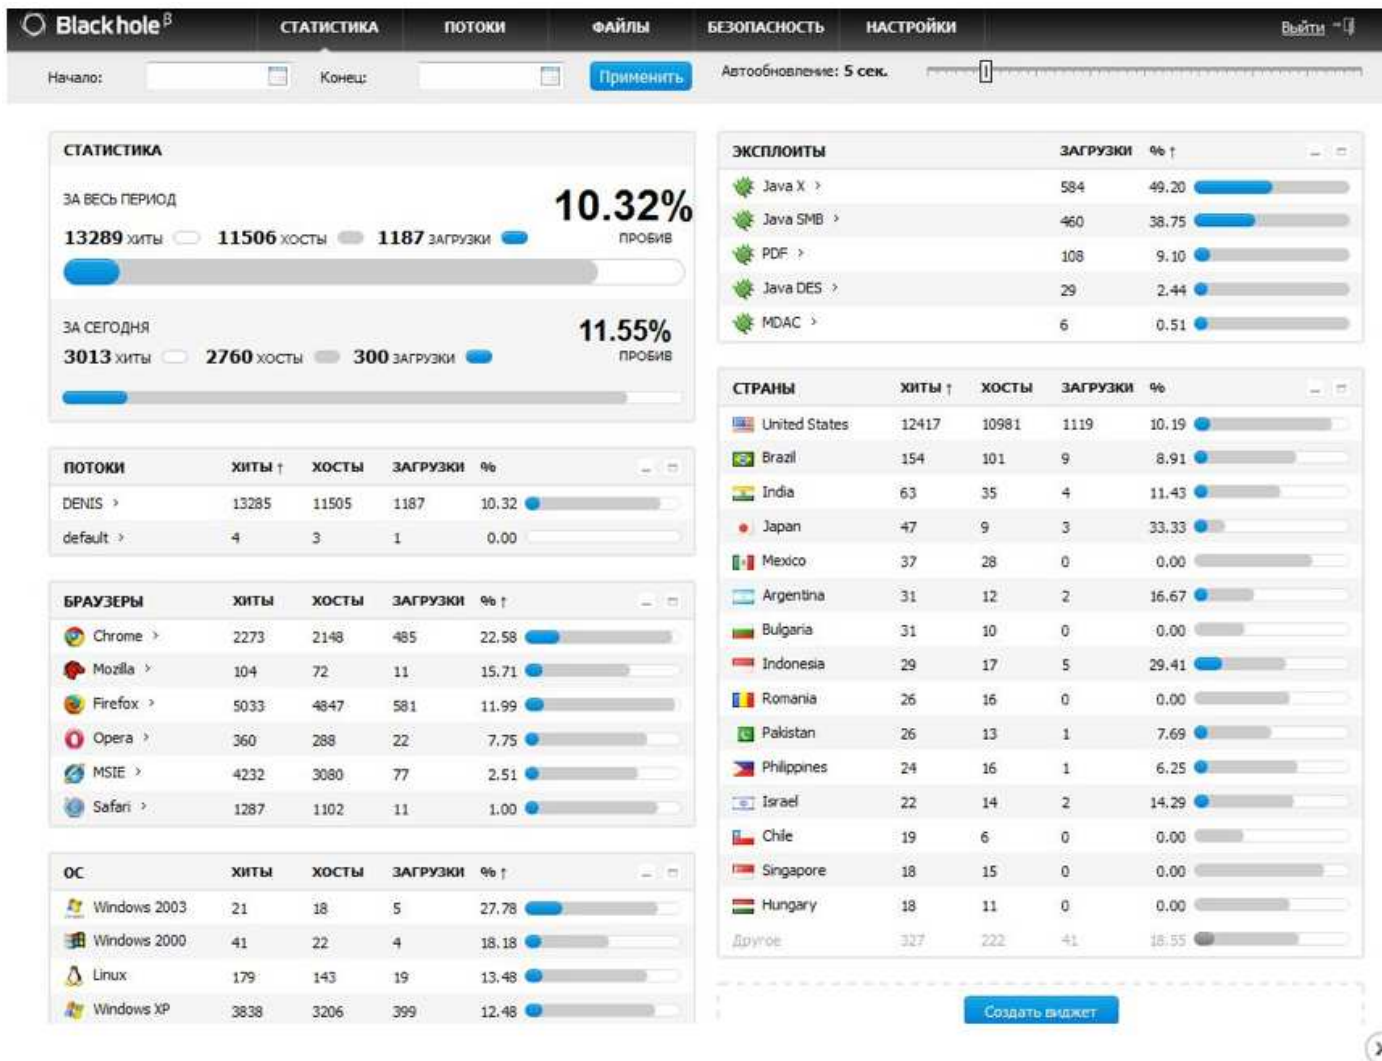 Blackhole β СТАТИСТИКА ПОТОКИ ФАЙЛЫ БЕЗОПАСНОСТЬ НАСТРОЙКИ Выйти
Начало: Конец: Применить Автообновление: 5 сек.
СТАТИСТИКА
ЗА ВЕСЬ ПЕРИОД
10.32%
13289 ХИТЫ 11506 ХОСТЫ 1187 ЗАГРУЗКИ ПРОБИВ
ЗА СЕГОДНЯ
11.55%
3013 ХИТЫ 2760 ХОСТЫ 300 ЗАГРУЗКИ ПРОБИВ
ПОТОКИ ХИТЫ ↑ ХОСТЫ ЗАГРУЗКИ %
DENIS > 13285 11505 1187 10.32
default > 4 3 1 0.00
БРАУЗЕРЫ ХИТЫ ХОСТЫ ЗАГРУЗКИ % ↑
Chrome > 2273 2148 485 22.58
Mozilla > 104 72 11 15.71
Firefox > 5033 4847 581 11.99
Opera > 360 288 22 7.75
MSIE > 4232 3080 77 2.51
Safari > 1287 1102 11 1.00
ОС ХИТЫ ХОСТЫ ЗАГРУЗКИ % ↑
Windows 2003 21 18 5 27.78
Windows 2000 41 22 4 18.18
Linux 179 143 19 13.48
Windows XP 3838 3206 399 12.48
ЭКСПЛОИТЫ ЗАГРУЗКИ % ↑
Java X > 584 49.20
Java SMB > 460 38.75
PDF > 108 9.10
Java DES > 29 2.44
MDAC > 6 0.51
СТРАНЫ ХИТЫ ↑ ХОСТЫ ЗАГРУЗКИ %
United States 12417 10981 1119 10.19
Brazil 154 101 9 8.91
India 63 35 4 11.43
Japan 47 9 3 33.33
Mexico 37 28 0 0.00
Argentina 31 12 2 16.67
Bulgaria 31 10 0 0.00
Indonesia 29 17 5 29.41
Romania 26 16 0 0.00
Pakistan 26 13 1 7.69
Philippines 24 16 1 6.25
Israel 22 14 2 14.29
Chile 19 6 0 0.00
Singapore 18 15 0 0.00
Hungary 18 11 0 0.00
Другое 327 222 41 18.55
Создать виджет